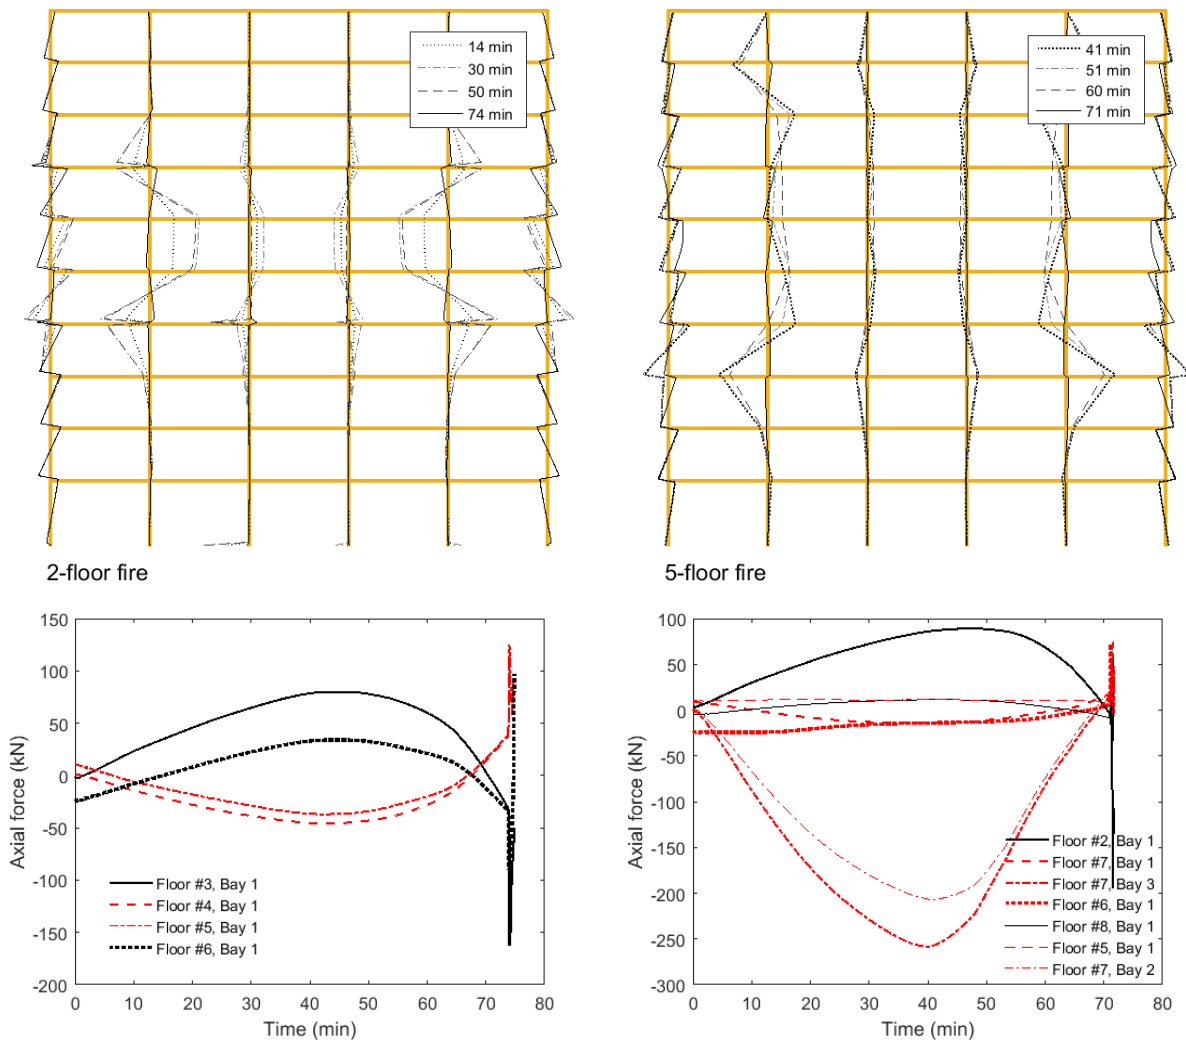 14 min
30 min
50 min
74 min
41 min
51 min
60 min
71 min
2-floor fire
5-floor fire
150
100
50
0
-50
-100
-150
-200
Axial force (kN)
Floor #3, Bay 1
Floor #4, Bay 1
Floor #5, Bay 1
Floor #6, Bay 1
0 10 20 30 40 50 60 70 80
Time (min)
100
50
0
-50
-100
-150
-200
-250
-300
Axial force (kN)
Floor #2, Bay 1
Floor #7, Bay 1
Floor #7, Bay 3
Floor #6, Bay 1
Floor #8, Bay 1
Floor #5, Bay 1
Floor #7, Bay 2
0 10 20 30 40 50 60 70 80
Time (min)